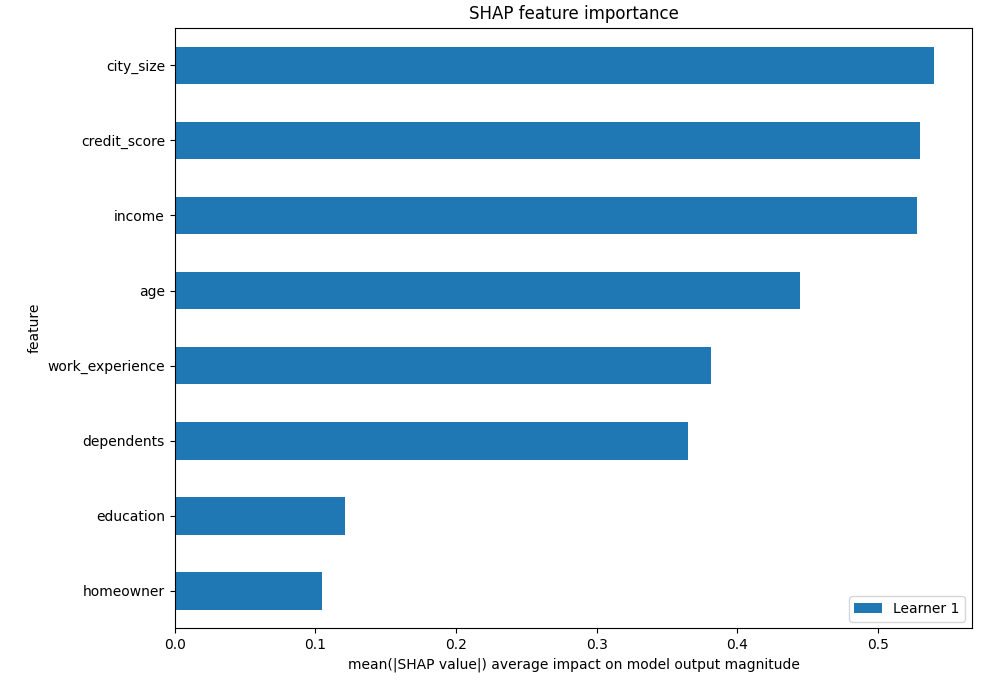 SHAP feature importance
city_size
credit_score
income
age
work_experience
dependents
education
homeowner
feature
Learner 1
0.0 0.1 0.2 0.3 0.4 0.5
mean(|SHAP value|) average impact on model output magnitude